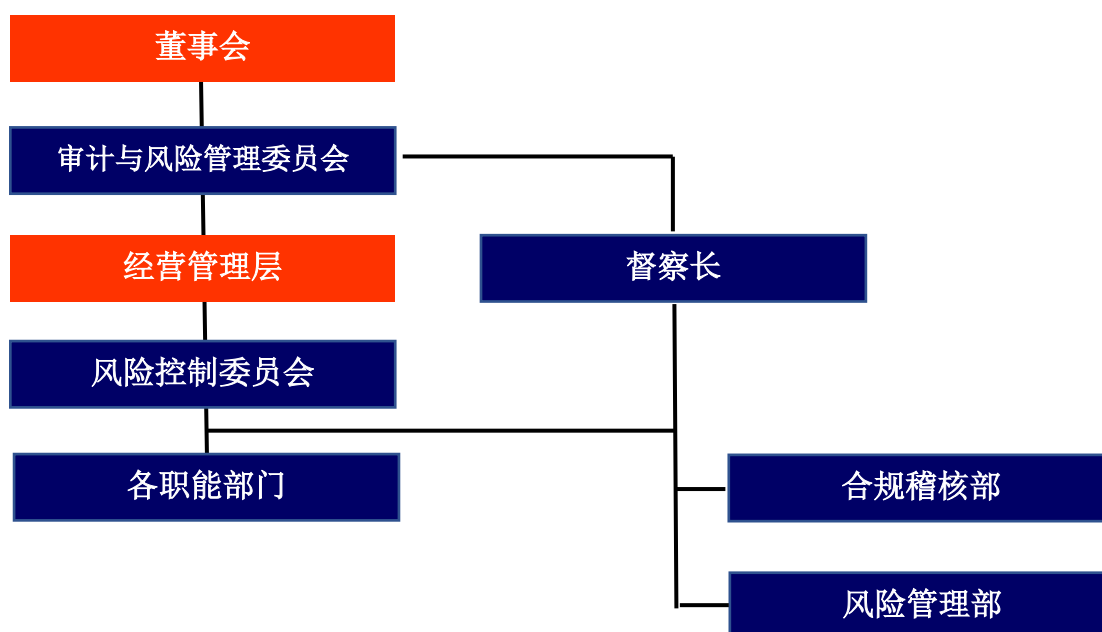 董事会
审计与风险管理委员会
经营管理层
督察长
风险控制委员会
各职能部门
合规稽核部
风险管理部